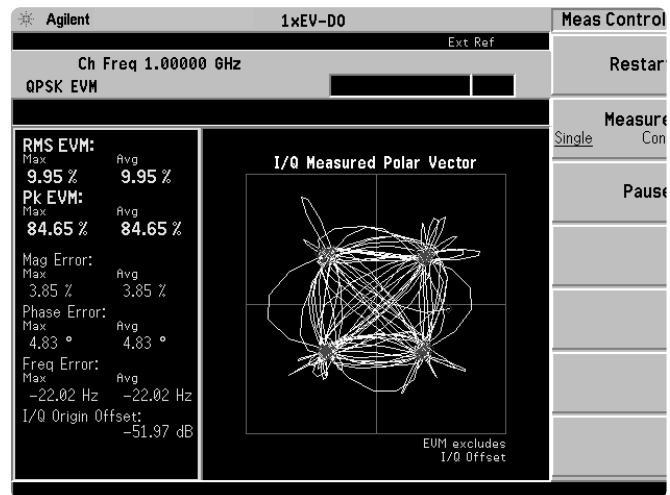 Agilent
1xEV-DO
Meas Control
Ext Ref
Ch Freq 1.00000 GHz
QPSK EVM
Restar
Measure
Single Con
Pause
RMS EVM:
Max Avg
9.95 % 9.95 %
Pk EVM:
Max Avg
84.65 % 84.65 %
Mag Error:
Max Avg
3.85 % 3.85 %
Phase Error:
Max Avg
4.83 ° 4.83 °
Freq Error:
Max Avg
-22.02 Hz -22.02 Hz
I/Q Origin Offset:
-51.97 dB
I/Q Measured Polar Vector
EVM excludes
I/Q Offset